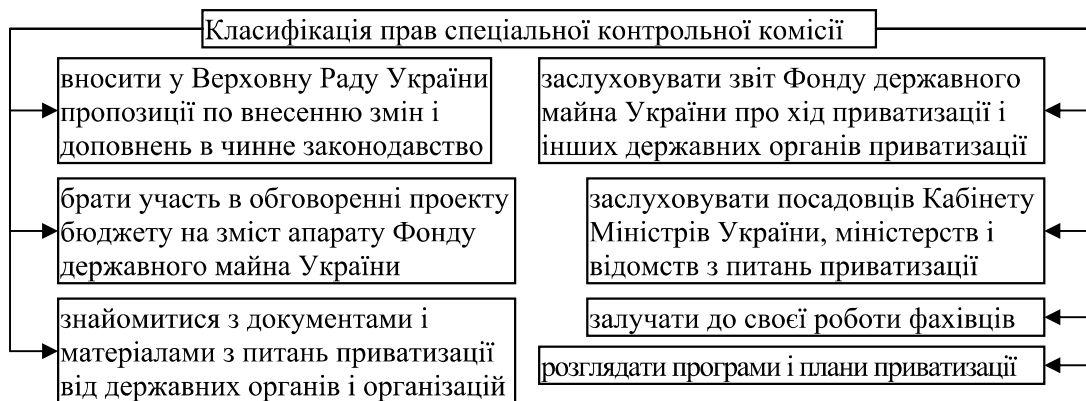 Класифікація прав спеціальної контрольної комісії
вносити у Верховну Раду України
пропозиції по внесенню змін і
доповнень в чинне законодавство
брати участь в обговоренні проекту
бюджету на зміст апарату Фонду
державного майна України
знайомитися з документами і
матеріалами з питань приватизації
від державних органів і організацій
заслуховувати звіт Фонду державного
майна України про хід приватизації і
інших державних органів приватизації
заслуховувати посадовців Кабінету
Міністрів України, міністерств і
відомств з питань приватизації
залучати до своєї роботи фахівців
розглядати програми і плани приватизації